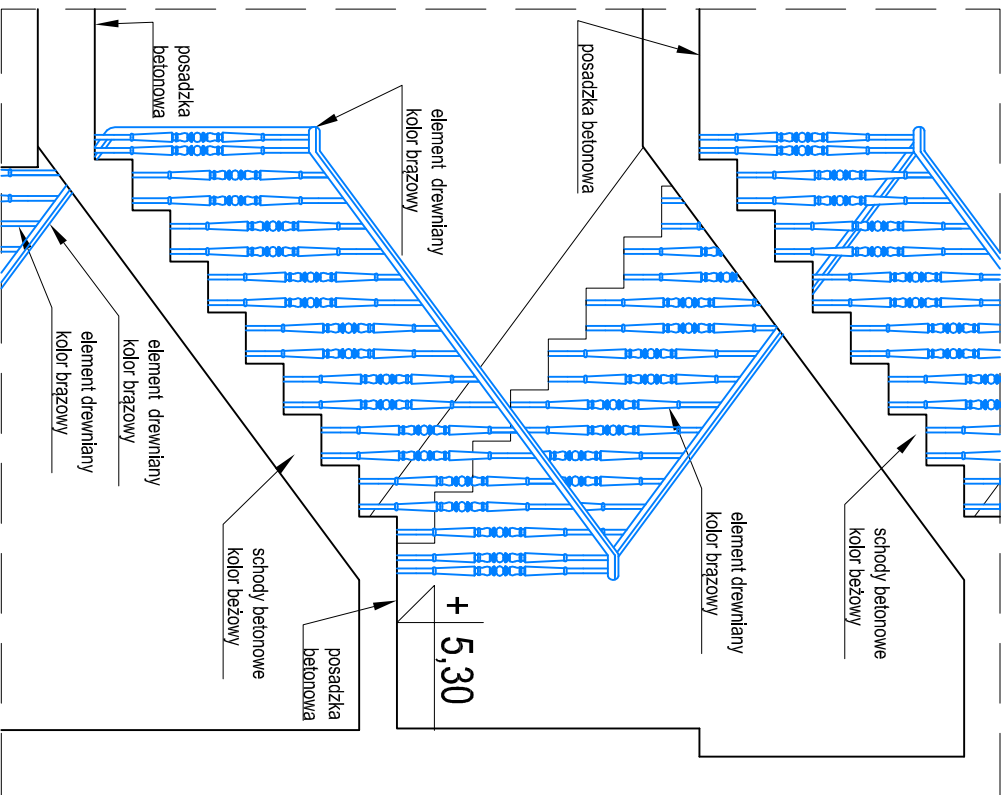 schody betonowe
kolor beżowy
element drewniany
kolor brązowy
posadzka betonowa
element drewniany
kolor brązowy
+ 5,30
posadzka
betonowa
schody betonowe
kolor beżowy
posadzka
betonowa
element drewniany
kolor brązowy
element drewniany
kolor brązowy